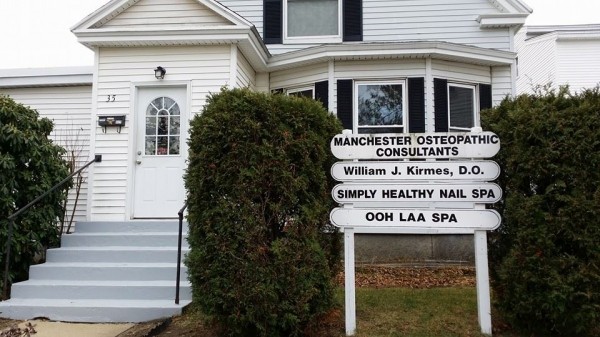 35
MANCHESTER OSTEOPATHIC
CONSULTANTS
William J. Kirmes, D.O.
SIMPLY HEALTHY NAIL SPA
OOH LAA SPA